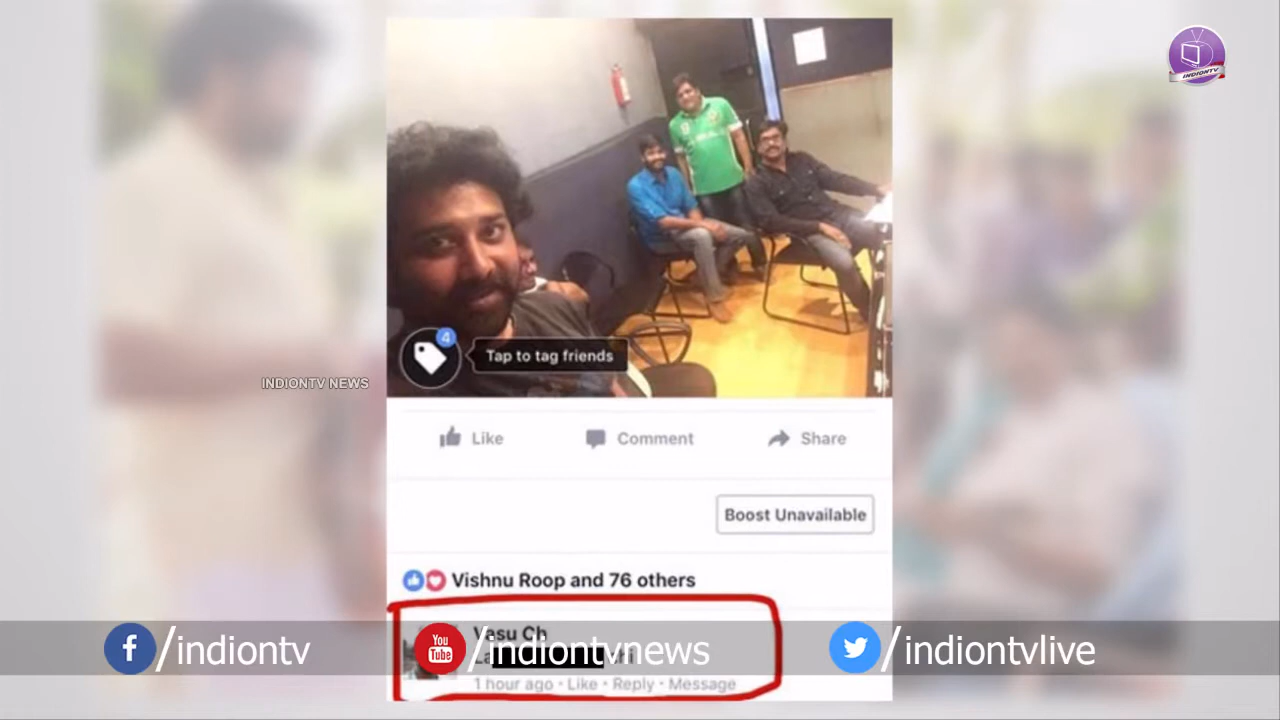 INDIONTV
4
Tap to tag friends
INDIONTV NEWS
Like Comment Share
Boost Unavailable
Vishnu Roop and 76 others
Vasu Ch
1 hour ago · Like · Reply · Message
f/indiontv
You Tube /indiontvnews
/indiontvlive